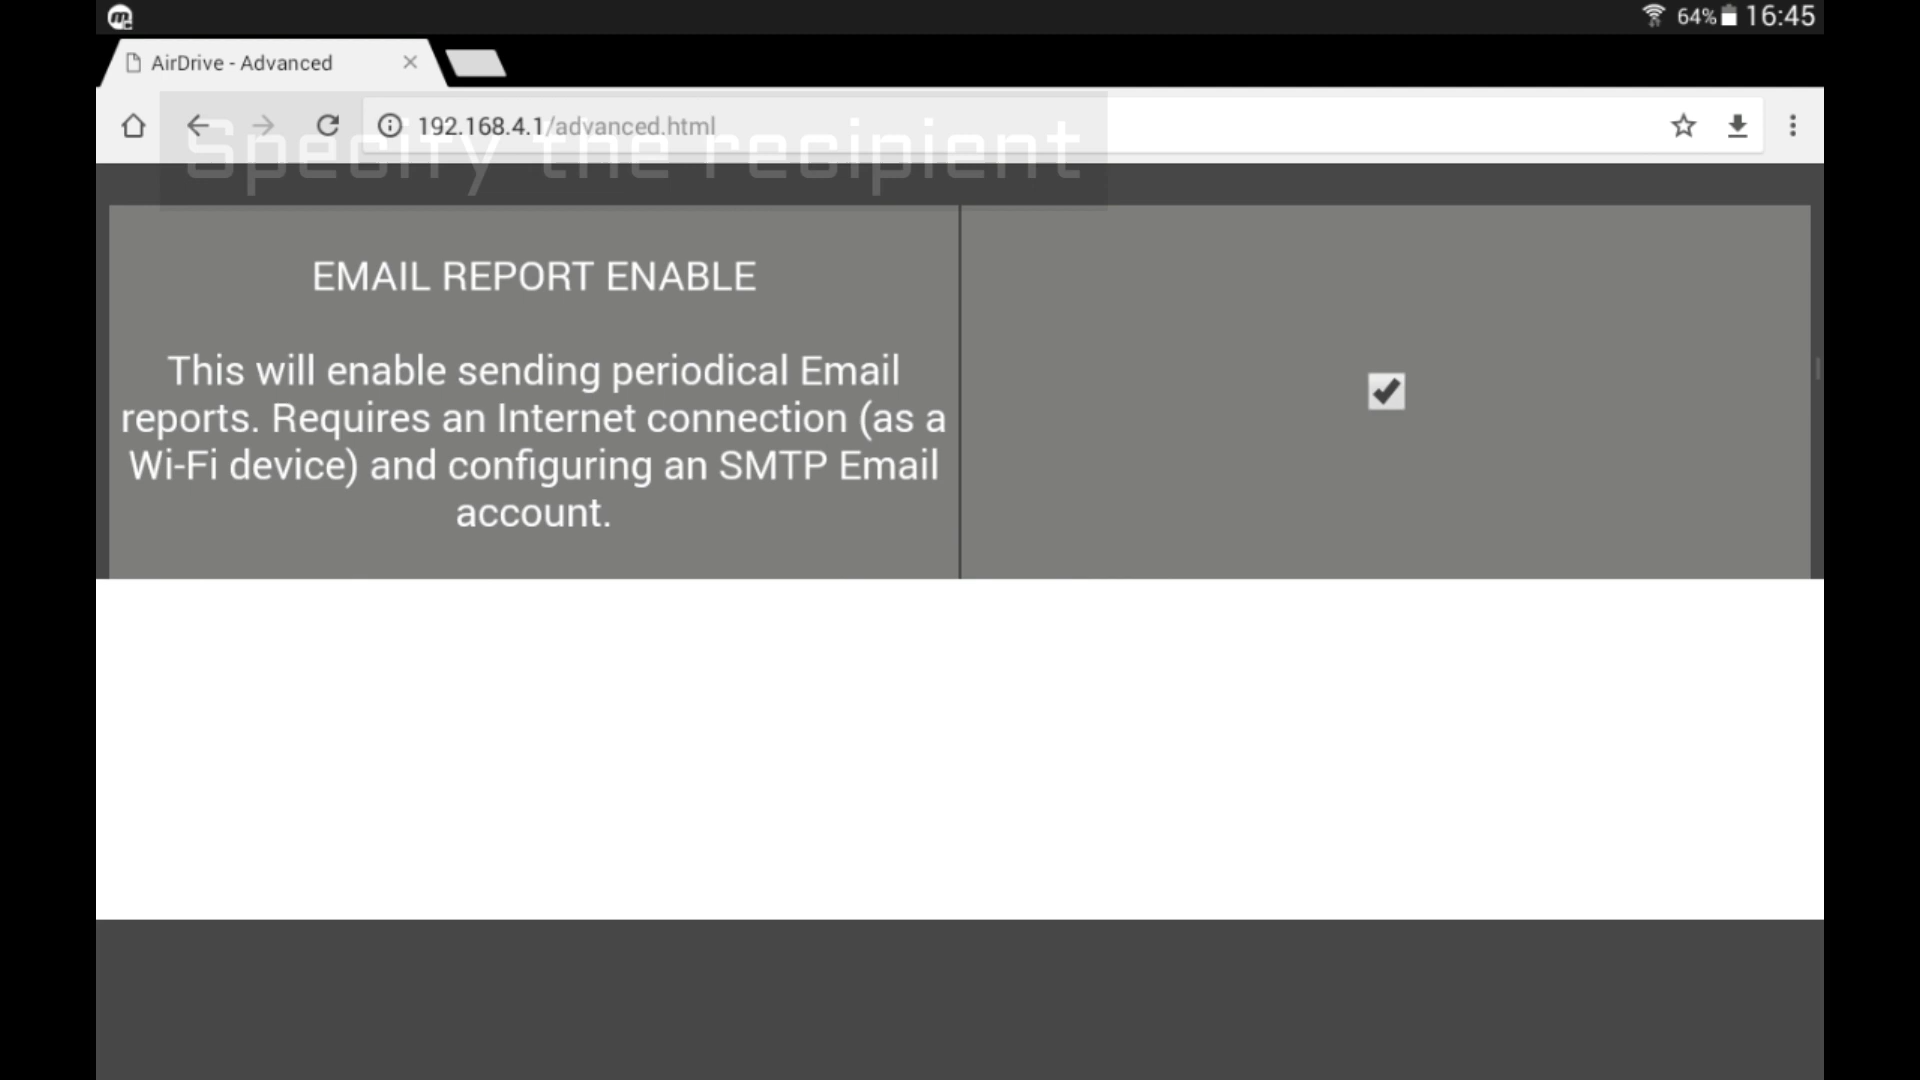 64% 16:45
AirDrive - Advanced
192.168.4.1/advanced.html
Specify the recipient
EMAIL REPORT ENABLE
This will enable sending periodical Email
reports. Requires an Internet connection (as a
Wi-Fi device) and configuring an SMTP Email
account.